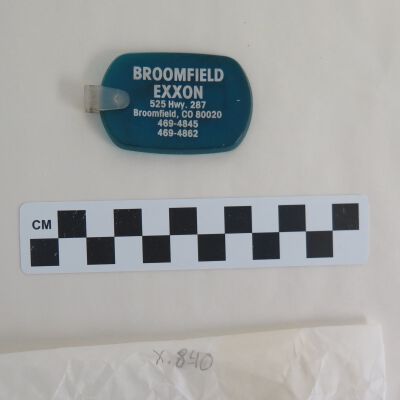 BROOMFIELD
EXXON
525 Hwy. 287
Broomfield, CO 80020
469-4845
469-4862
CM
X.840